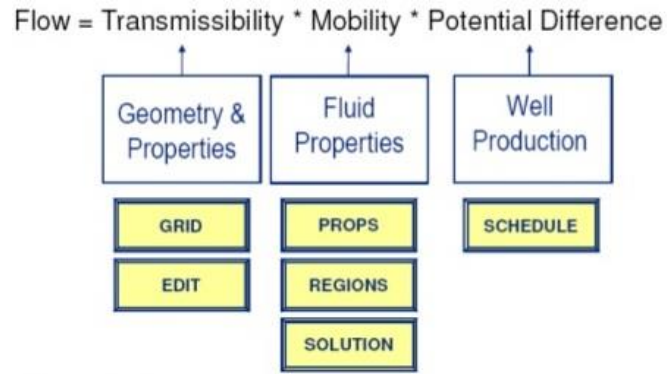 Flow = Transmissibility * Mobility * Potential Difference
Geometry &
Properties
Fluid
Properties
Well
Production
GRID
PROPS
SCHEDULE
EDIT
REGIONS
SOLUTION